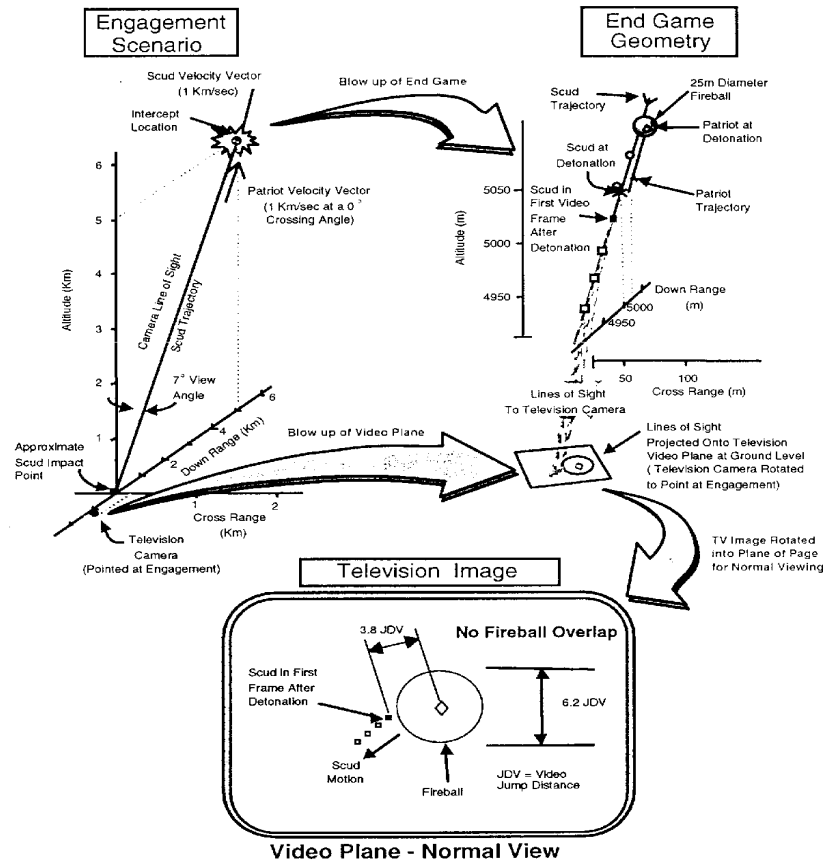 Engagement
Scenario
End Game
Geometry
Scud Velocity Vector
(1 Km/sec)
Intercept
Location
Blow up of End Game
Patriot Velocity Vector
(1 Km/sec at a 0°
Crossing Angle)
Altitude (Km)
6
5
4
3
2
1
Camera Line of Sight
Scud Trajectory
7° View
Angle
2
4
6
Down Range (Km)
Approximate
Scud Impact
Point
1
2
Cross Range
(Km)
Television
Camera
(Pointed at Engagement)
Blow up of Video Plane
Scud
Trajectory
25m Diameter
Fireball
Patriot at
Detonation
Scud at
Detonation
Scud in
First Video
Frame
After
Detonation
Patriot
Trajectory
Altitude (m)
5050
5000
4950
Down Range
(m)
5000
4950
50
100
Cross Range (m)
Lines of Sight
To Television Camera
Lines of Sight
Projected Onto Television
Video Plane at Ground Level
( Television Camera Rotated
to Point at Engagement)
TV Image Rotated
into Plane of Page
for Normal Viewing
Television Image
3.8 JDV
No Fireball Overlap
Scud In First
Frame After
Detonation
6.2 JDV
Scud
Motion
Fireball
JDV = Video
Jump Distance
Video Plane - Normal View